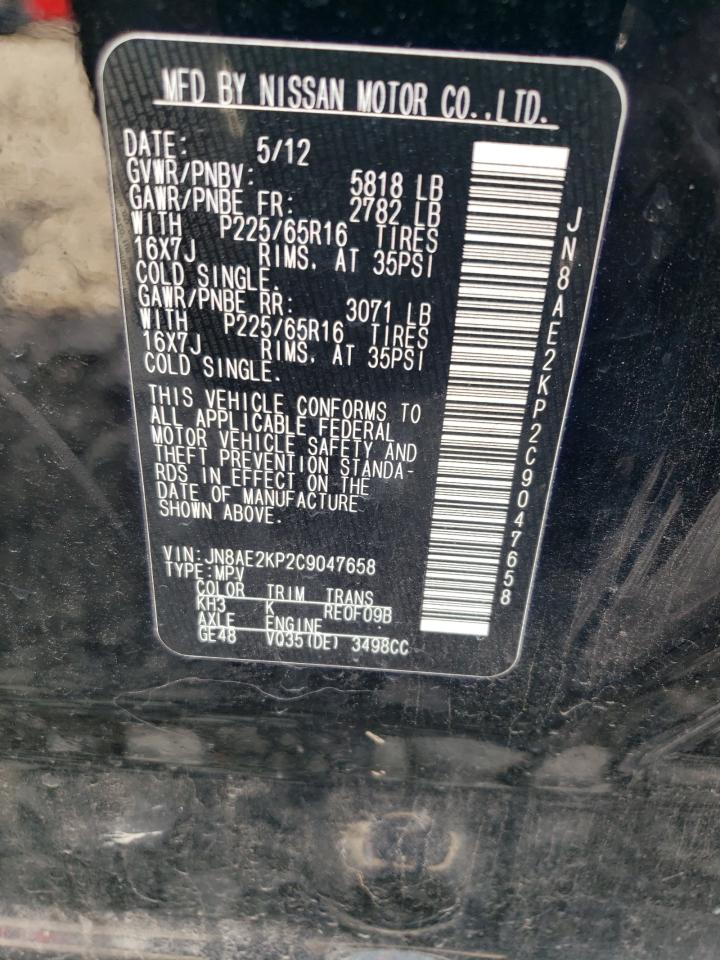 MFD BY NISSAN MOTOR CO.,LTD.
DATE: 5/12
GVWR/PNBV: 5818 LB
GAWR/PNBE FR: 2782 LB
WITH P225/65R16 TIRES
16X7J RIMS. AT 35PSI
COLD SINGLE.
GAWR/PNBE RR: 3071 LB
WITH P225/65R16 TIRES
16X7J RIMS. AT 35PSI
COLD SINGLE.
THIS VEHICLE CONFORMS TO
ALL APPLICABLE FEDERAL
MOTOR VEHICLE SAFETY AND
THEFT PREVENTION STANDA-
RDS IN EFFECT ON THE
DATE OF MANUFACTURE
SHOWN ABOVE.
VIN: JN8AE2KP2C9047658
TYPE: MPV
COLOR TRIM TRANS
KH3 K RE0F09B
AXLE ENGINE
GE48 VQ35(DE) 3498CC
JN8AE2KP2C9047658